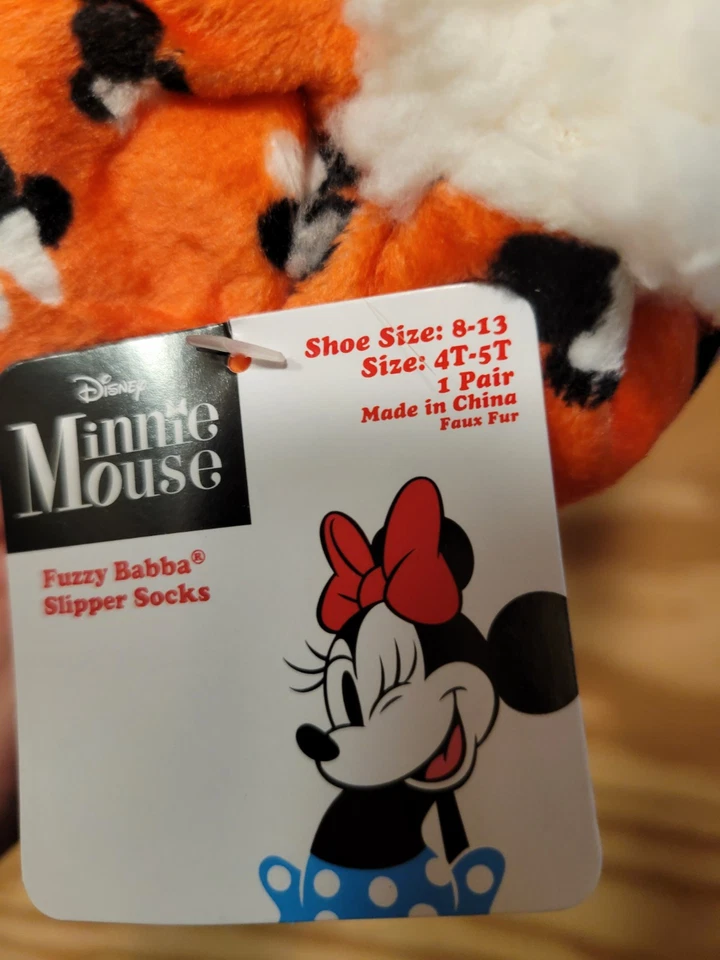 Shoe Size: 8-13
Size: 4T-5T
1 Pair
Made in China
Faux Fur
Disney
Minnie
Mouse
Fuzzy Babba®
Slipper Socks